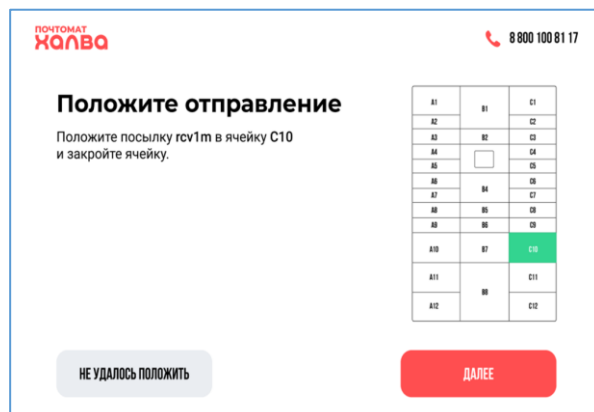 ПОЧТОМАТ
ХАЛВА
8 800 100 81 17
Положите отправление
Положите посылку rcv1m в ячейку C10
и закройте ячейку.
A1 B1 C1
A2 C2
A3 B2 C3
A4 C4
A5 C5
A6 B4 C6
A7 C7
A8 B5 C8
A9 B6 C9
A10 B7 C10
A11 B8 C11
A12 C12
НЕ УДАЛОСЬ ПОЛОЖИТЬ
ДАЛЕЕ